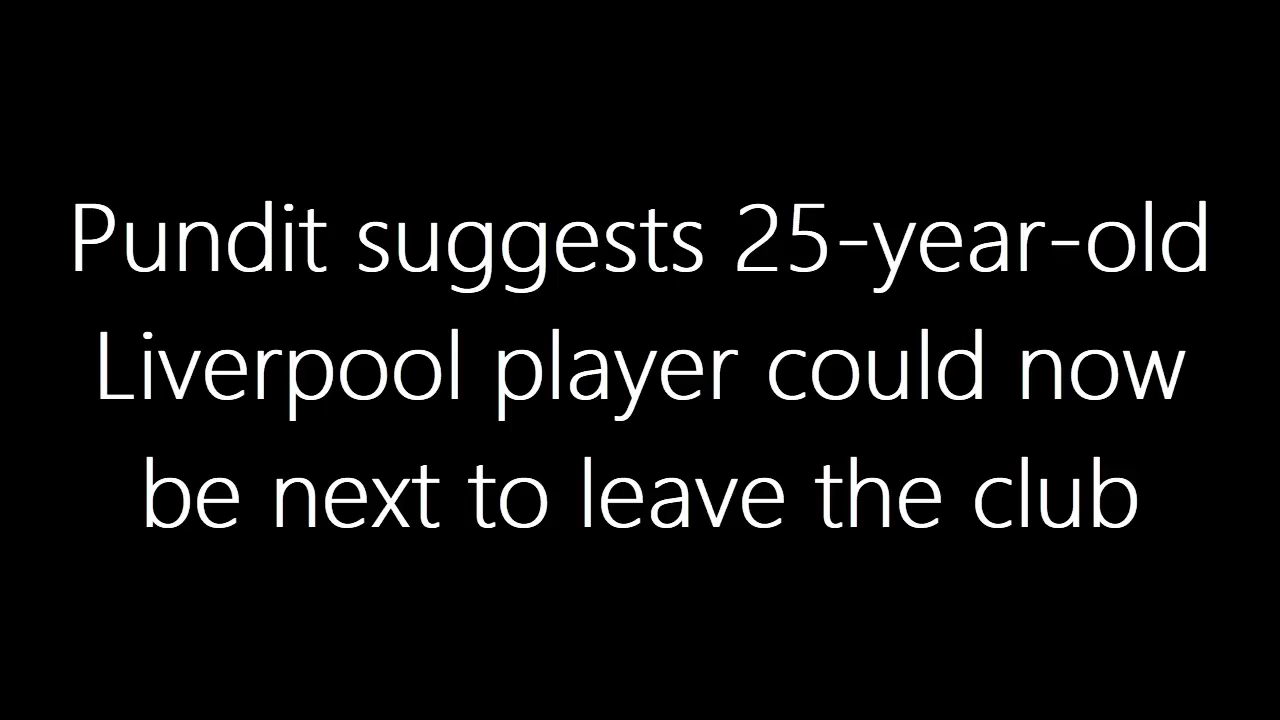 Pundit suggests 25-year-old
Liverpool player could now
be next to leave the club